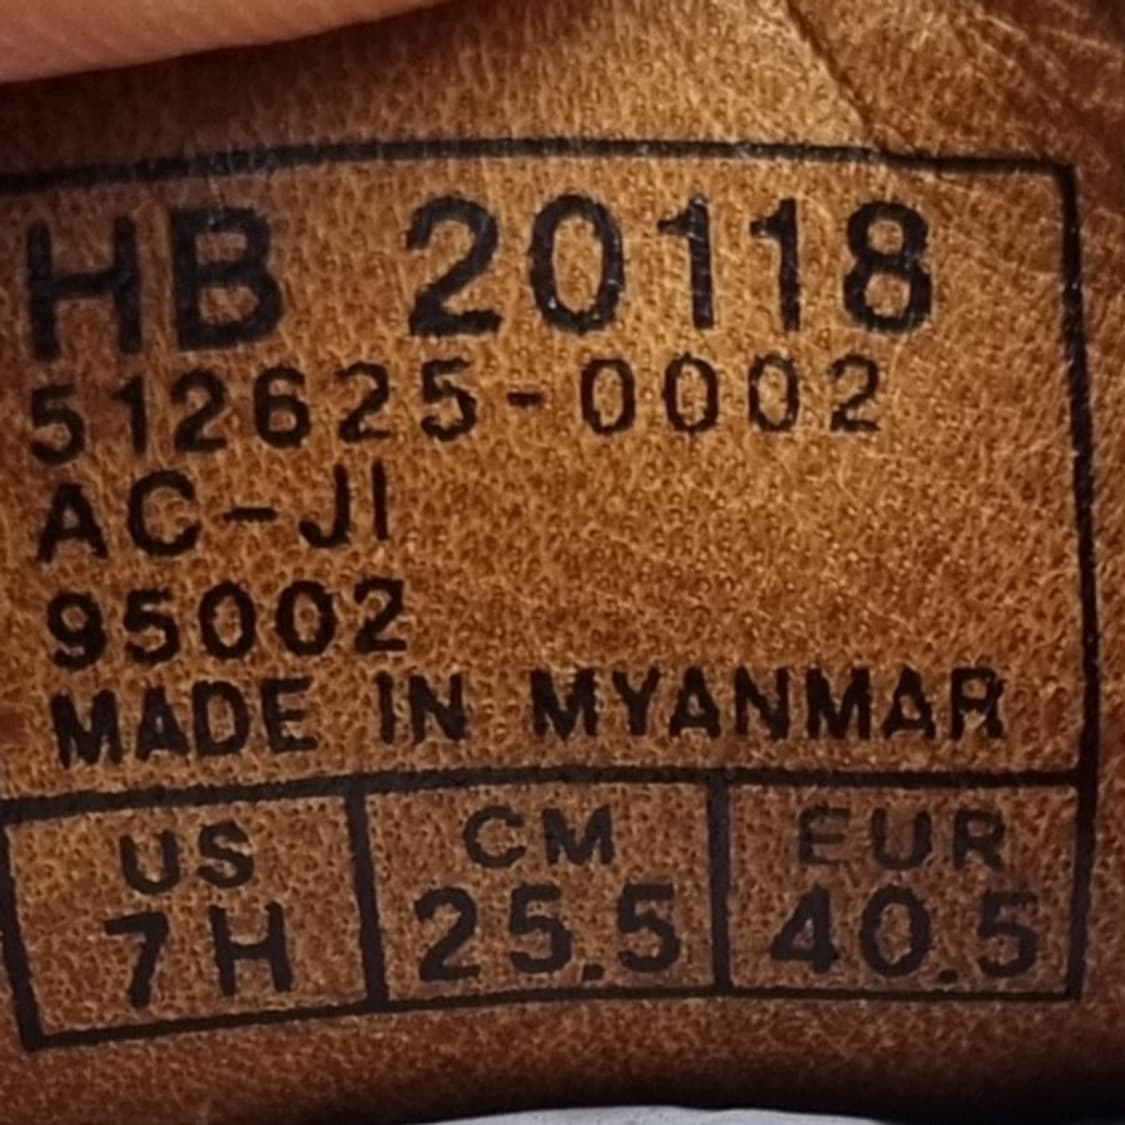 HB 20118
512625-0002
AC-JI
95002
MADE IN MYANMAR
US CM EUR
7H 25.5 40.5